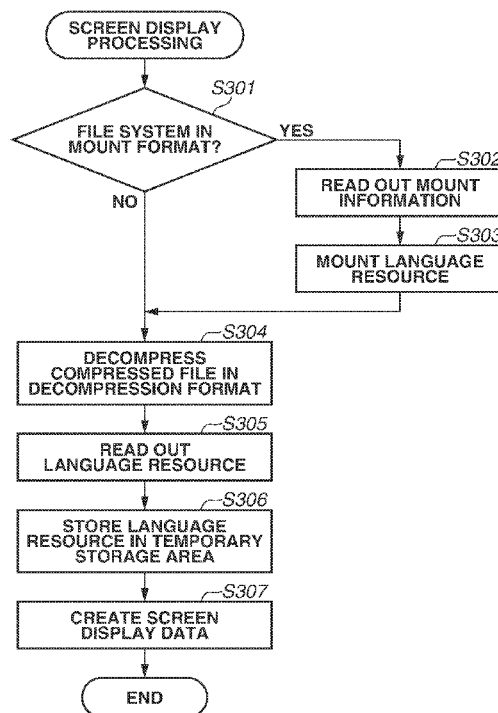 SCREEN DISPLAY
PROCESSING
S301
FILE SYSTEM IN
MOUNT FORMAT?
YES
NO
S302
READ OUT MOUNT
INFORMATION
S303
MOUNT LANGUAGE
RESOURCE
S304
DECOMPRESS
COMPRESSED FILE IN
DECOMPRESSION FORMAT
S305
READ OUT
LANGUAGE RESOURCE
S306
STORE LANGUAGE
RESOURCE IN TEMPORARY
STORAGE AREA
S307
CREATE SCREEN
DISPLAY DATA
END